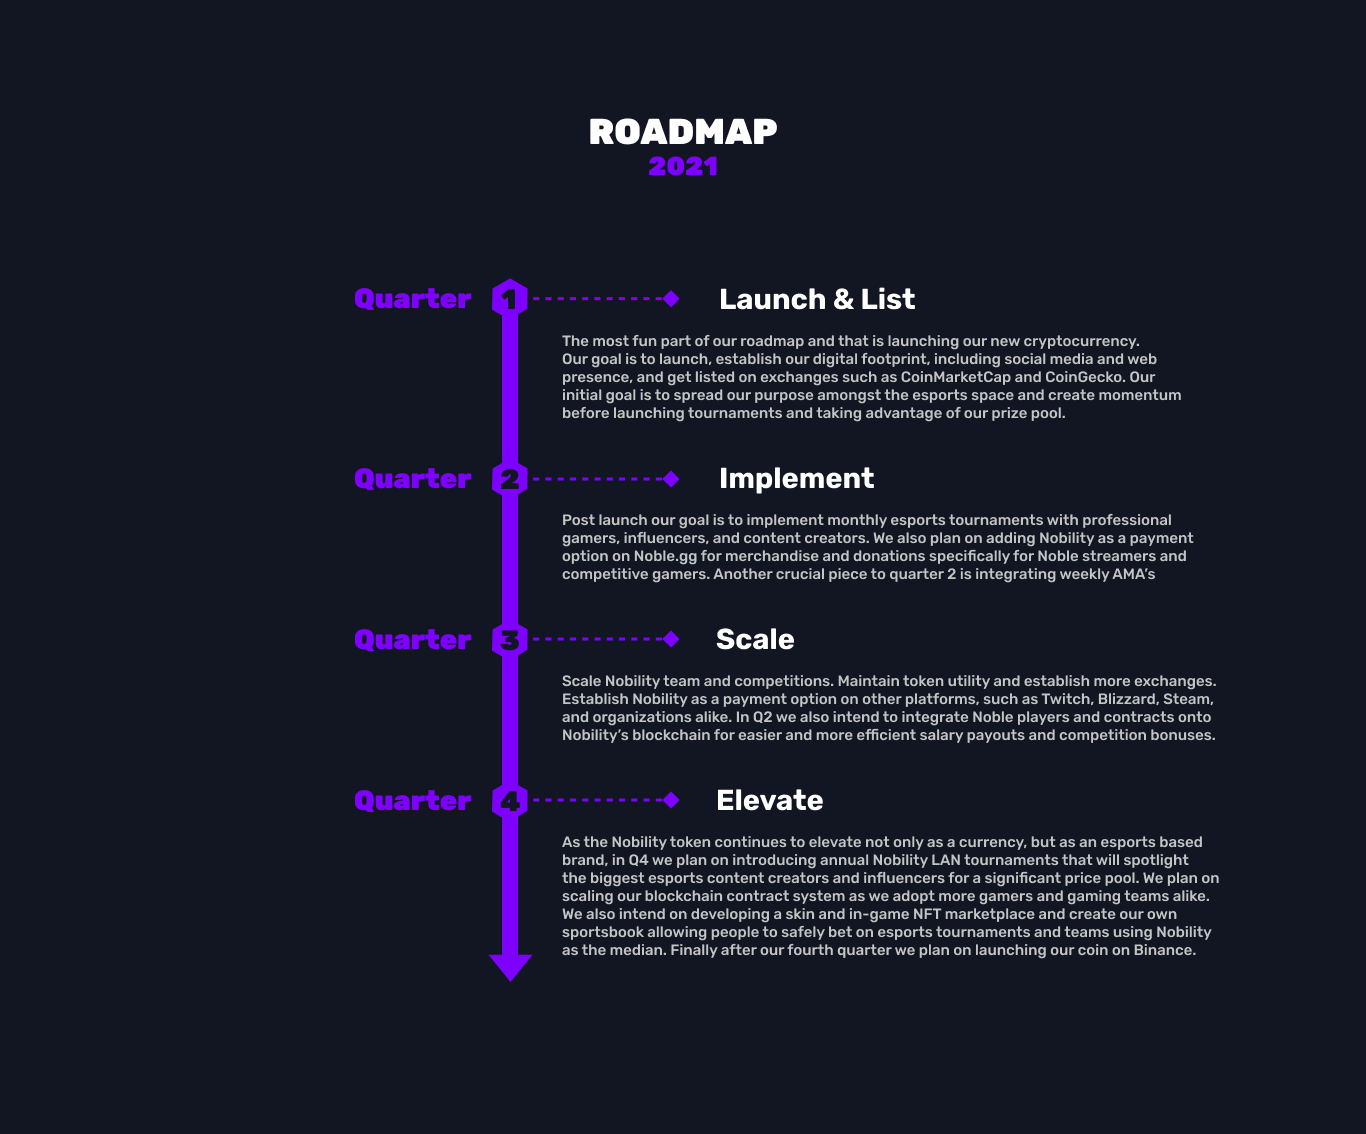 ROADMAP
2021
Quarter 1 Launch & List
The most fun part of our roadmap and that is launching our new cryptocurrency.
Our goal is to launch, establish our digital footprint, including social media and web
presence, and get listed on exchanges such as CoinMarketCap and CoinGecko. Our
initial goal is to spread our purpose amongst the esports space and create momentum
before launching tournaments and taking advantage of our prize pool.
Quarter 2 Implement
Post launch our goal is to implement monthly esports tournaments with professional
gamers, influencers, and content creators. We also plan on adding Nobility as a payment
option on Noble.gg for merchandise and donations specifically for Noble streamers and
competitive gamers. Another crucial piece to quarter 2 is integrating weekly AMA's
Quarter 3 Scale
Scale Nobility team and competitions. Maintain token utility and establish more exchanges.
Establish Nobility as a payment option on other platforms, such as Twitch, Blizzard, Steam,
and organizations alike. In Q2 we also intend to integrate Noble players and contracts onto
Nobility's blockchain for easier and more efficient salary payouts and competition bonuses.
Quarter 4 Elevate
As the Nobility token continues to elevate not only as a currency, but as an esports based
brand, in Q4 we plan on introducing annual Nobility LAN tournaments that will spotlight
the biggest esports content creators and influencers for a significant price pool. We plan on
scaling our blockchain contract system as we adopt more gamers and gaming teams alike.
We also intend on developing a skin and in-game NFT marketplace and create our own
sportsbook allowing people to safely bet on esports tournaments and teams using Nobility
as the median. Finally after our fourth quarter we plan on launching our coin on Binance.